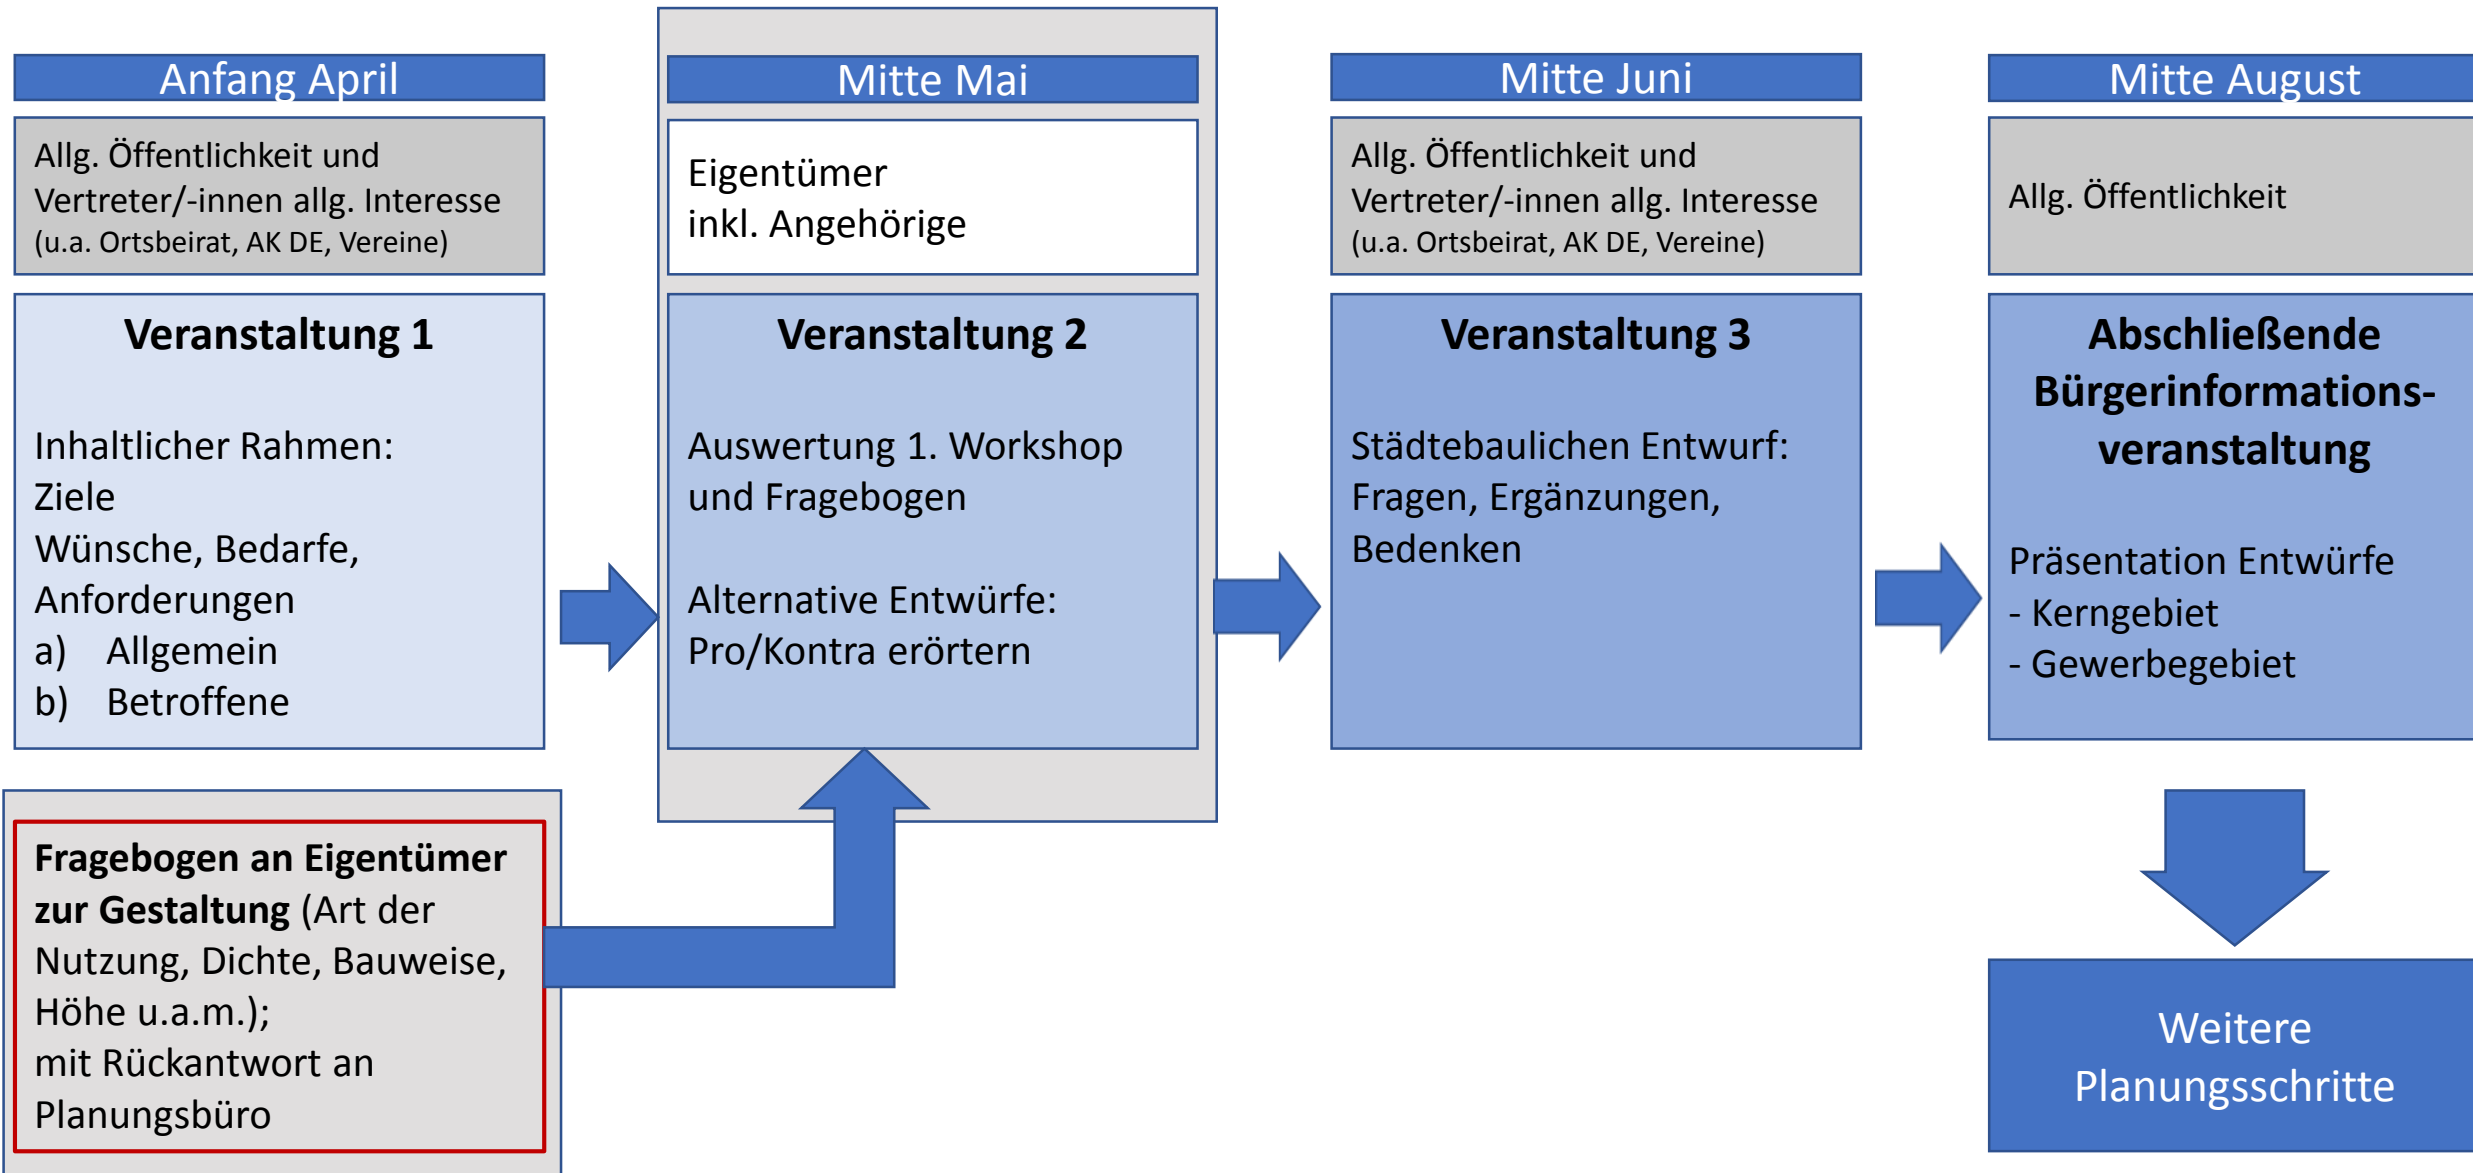 Anfang April
Allg. Öffentlichkeit und
Vertreter/-innen allg. Interesse
(u.a. Ortsbeirat, AK DE, Vereine)
Veranstaltung 1
Inhaltlicher Rahmen:
Ziele
Wünsche, Bedarfe,
Anforderungen
a) Allgemein
b) Betroffene
Fragebogen an Eigentümer
zur Gestaltung (Art der
Nutzung, Dichte, Bauweise,
Höhe u.a.m.);
mit Rückantwort an
Planungsbüro
Mitte Mai
Eigentümer
inkl. Angehörige
Veranstaltung 2
Auswertung 1. Workshop
und Fragebogen
Alternative Entwürfe:
Pro/Kontra erörtern
Mitte Juni
Allg. Öffentlichkeit und
Vertreter/-innen allg. Interesse
(u.a. Ortsbeirat, AK DE, Vereine)
Veranstaltung 3
Städtebaulichen Entwurf:
Fragen, Ergänzungen,
Bedenken
Mitte August
Allg. Öffentlichkeit
Abschließende
Bürgerinformations-
veranstaltung
Präsentation Entwürfe
- Kerngebiet
- Gewerbegebiet
Weitere
Planungsschritte